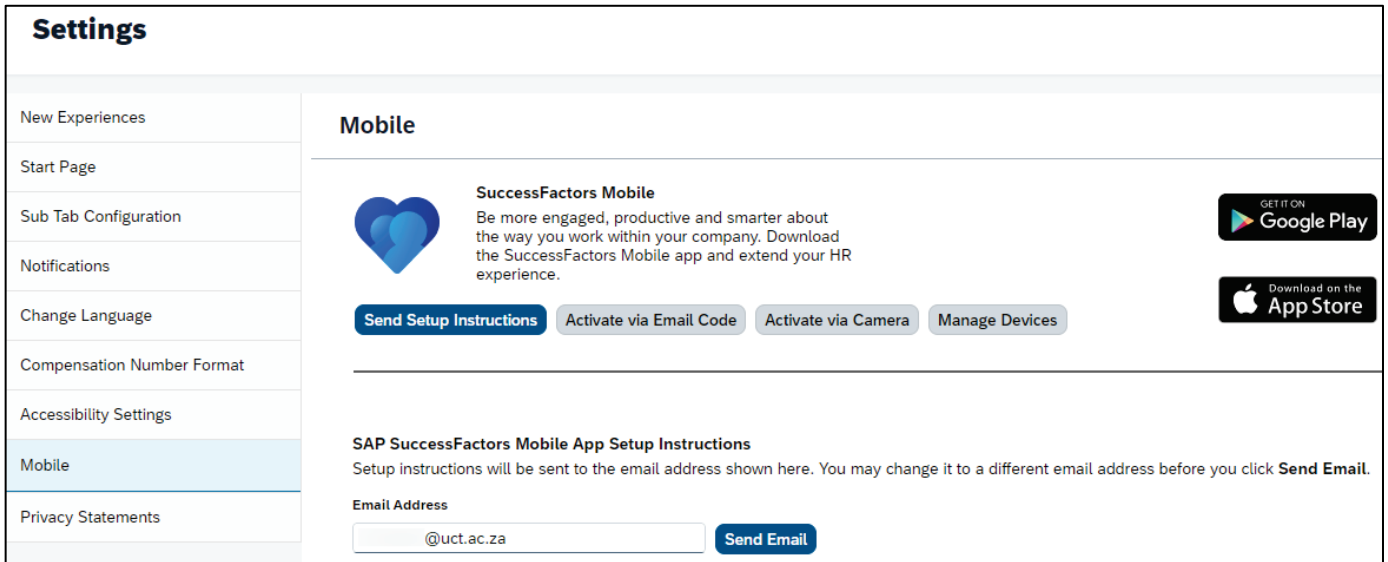 Settings
New Experiences
Start Page
Sub Tab Configuration
Notifications
Change Language
Compensation Number Format
Accessibility Settings
Mobile
Privacy Statements
Mobile
SuccessFactors Mobile
Be more engaged, productive and smarter about
the way you work within your company. Download
the SuccessFactors Mobile app and extend your HR
experience.
GET IT ON
Google Play
Download on the
App Store
Send Setup Instructions
Activate via Email Code
Activate via Camera
Manage Devices
SAP SuccessFactors Mobile App Setup Instructions
Setup instructions will be sent to the email address shown here. You may change it to a different email address before you click Send Email.
Email Address
@uct.ac.za
Send Email